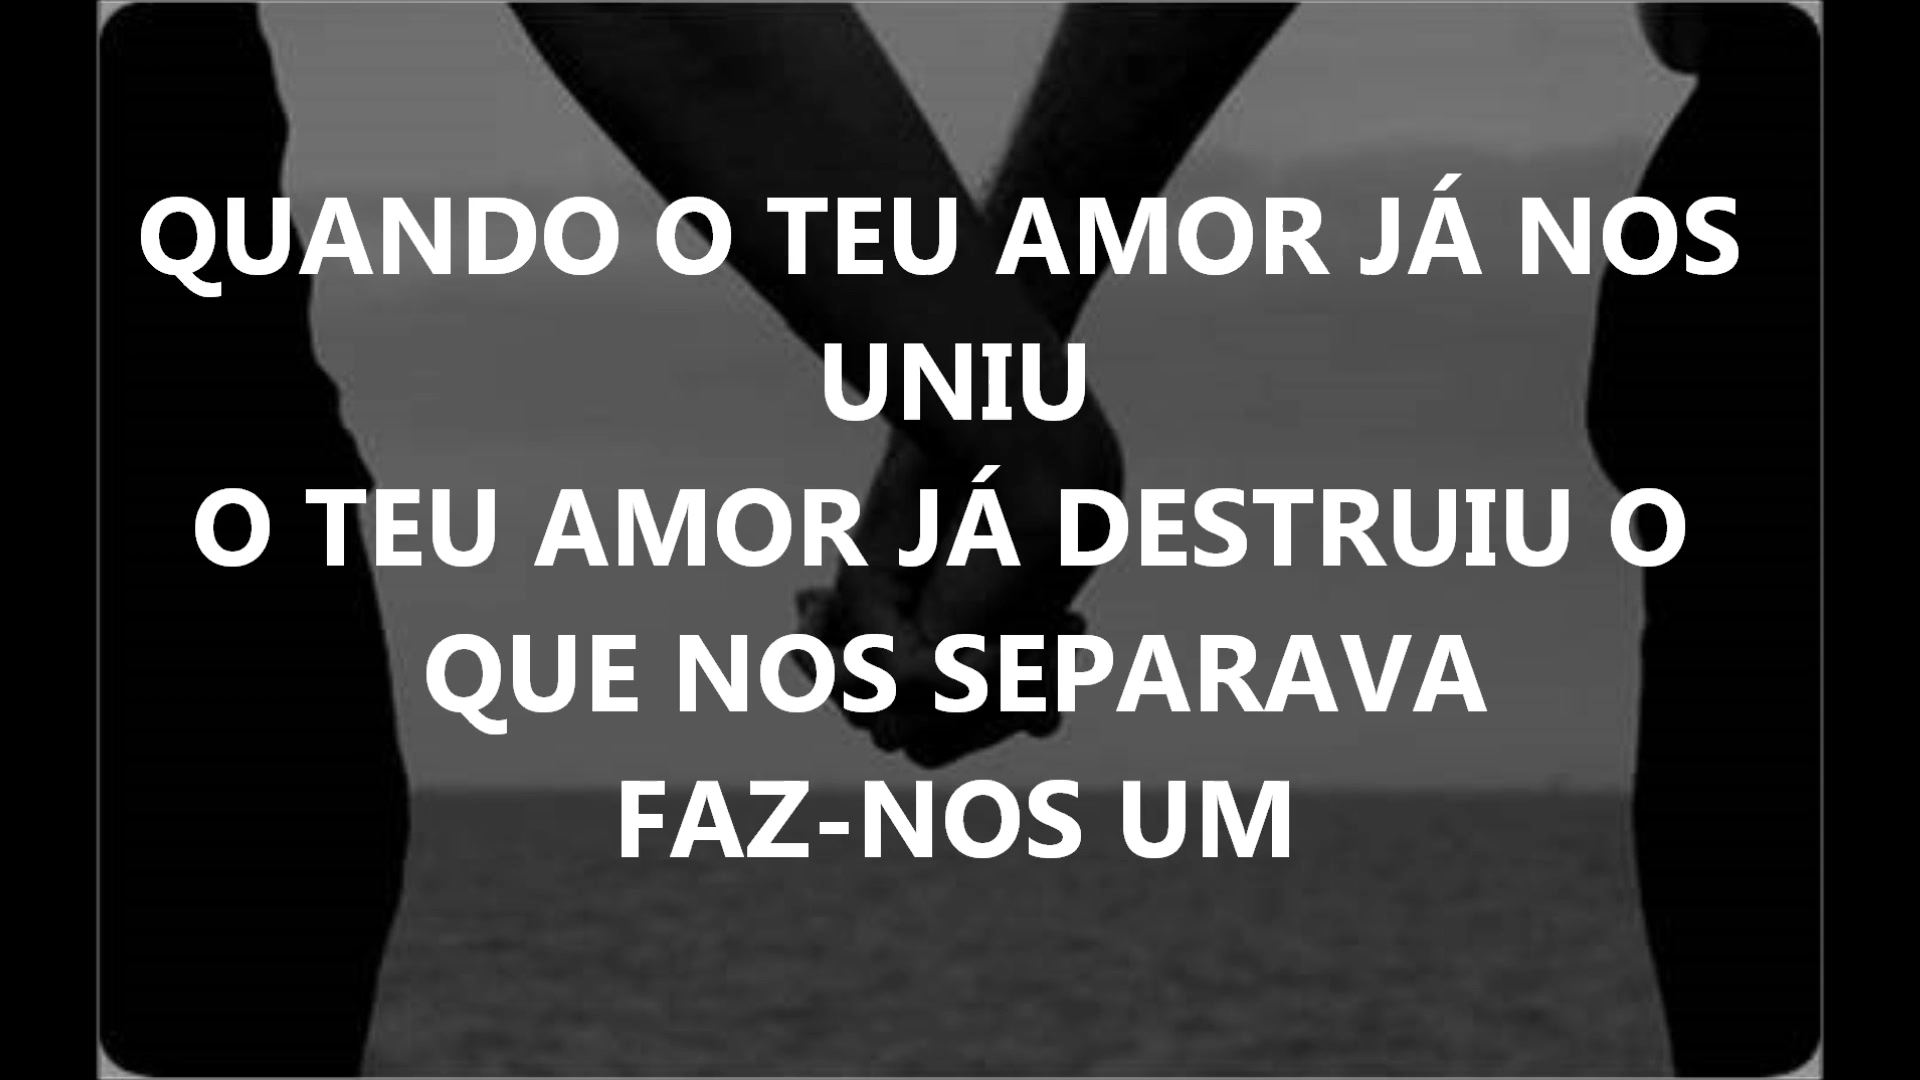 QUANDO O TEU AMOR JÁ NOS
UNIU
O TEU AMOR JÁ DESTRUIU O
QUE NOS SEPARAVA
FAZ-NOS UM